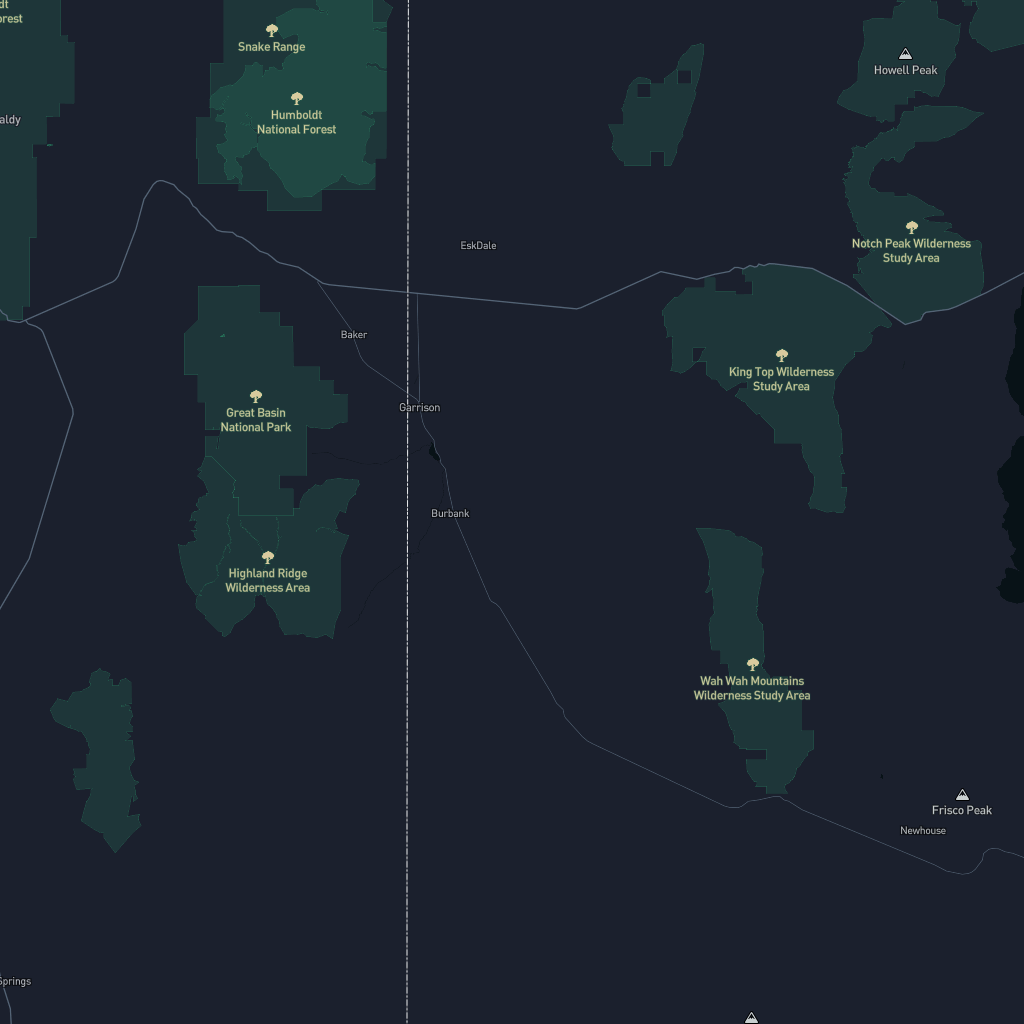 dt
orest
Snake Range
Howell Peak
Humboldt
National Forest
aldy
EskDale
Notch Peak Wilderness
Study Area
Baker
King Top Wilderness
Study Area
Garrison
Great Basin
National Park
Burbank
Highland Ridge
Wilderness Area
Wah Wah Mountains
Wilderness Study Area
Frisco Peak
Newhouse
Springs